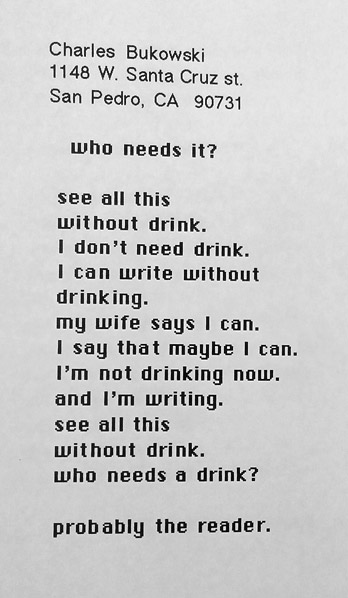 Charles Bukowski
1148 W. Santa Cruz st.
San Pedro, CA 90731
who needs it?
see all this
without drink.
I don't need drink.
I can write without
drinking.
my wife says I can.
I say that maybe I can.
I'm not drinking now.
and I'm writing.
see all this
without drink.
who needs a drink?
probably the reader.